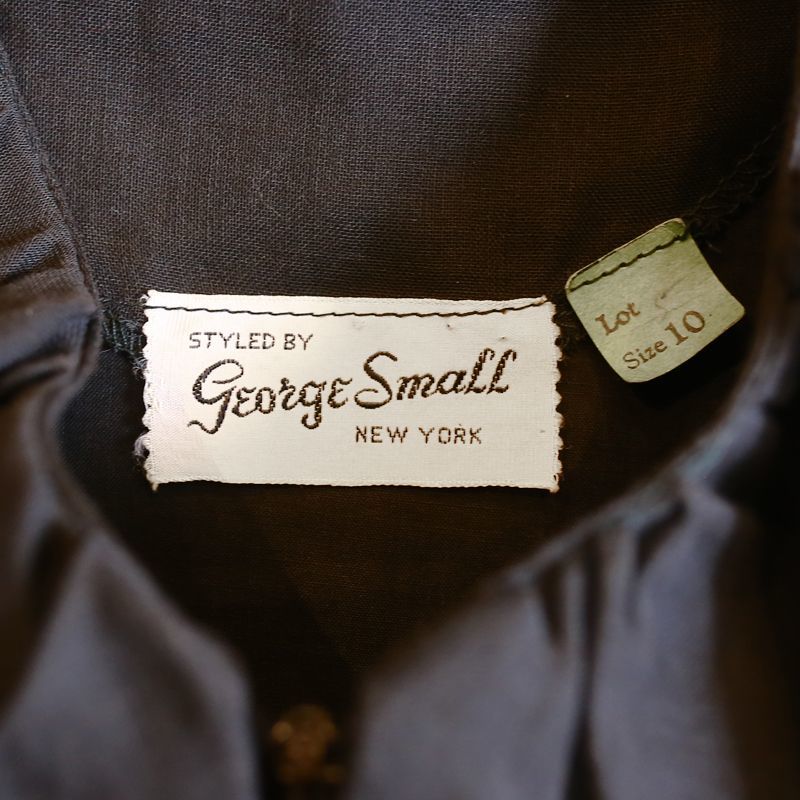 STYLED BY
George Small
NEW YORK
Lot
Size 10